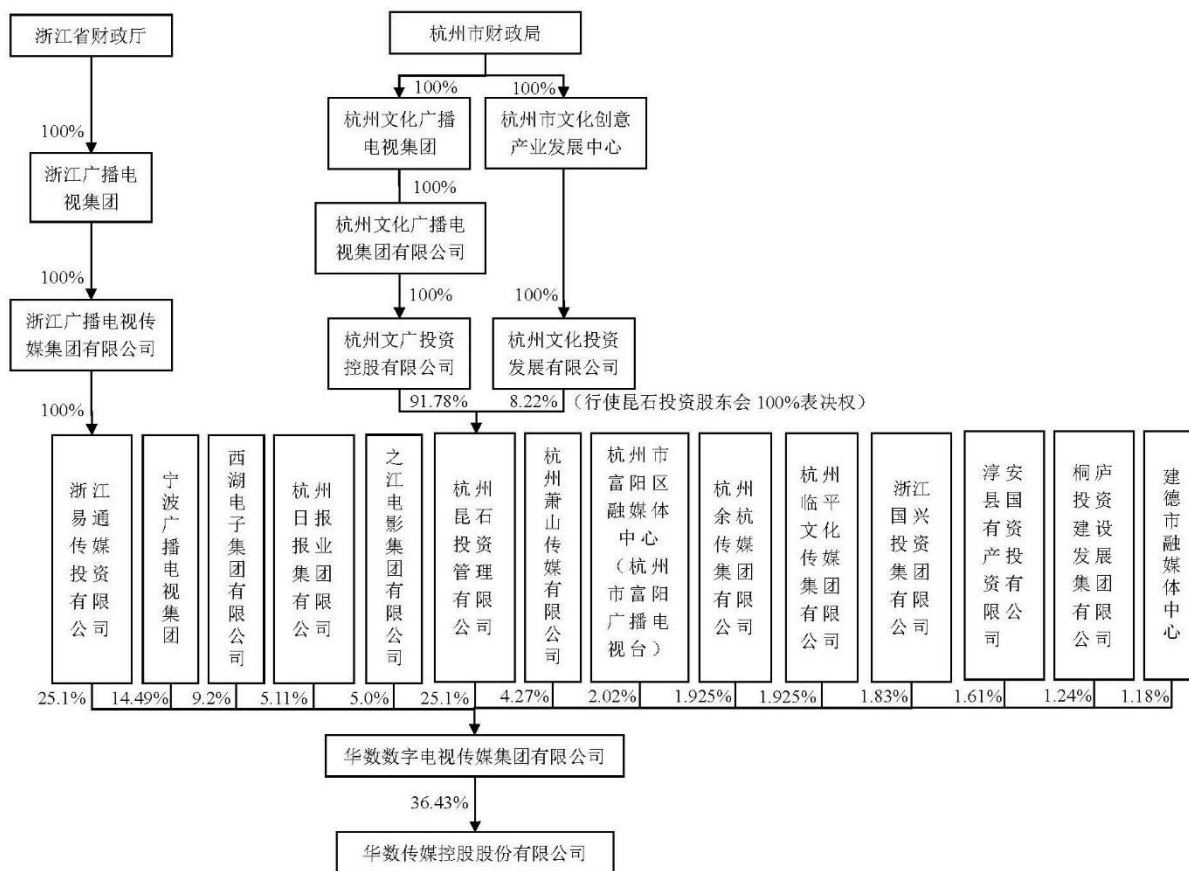 浙江省财政厅
杭州市财政局
100%
100%
杭州文化广播
电视集团
杭州市文化创意
产业发展中心
100%
浙江广播电
视集团
100%
杭州文化广播电
视集团有限公司
100%
100%
100%
浙江广播电视传
媒集团有限公司
杭州文广投资
控股有限公司
杭州文化投资
发展有限公司
100%
91.78%
8.22%
（行使昆石投资股东会 100%表决权）
浙江易通传媒投资有限公司
宁波广播电视集团
西湖电子集团有限公司
杭州日报报业集团有限公司
之江电影集团有限公司
杭州昆石投资管理有限公司
杭州萧山传媒有限公司
杭州市富阳区融媒体中心（杭州市富阳广播电视台）
杭州余杭传媒集团有限公司
杭州临平文化传媒集团有限公司
浙江国兴投资集团有限公司
淳安县国有资产投资有限公司
桐庐投资建设发展集团有限公司
建德市融媒体中心
25.1%
14.49%
9.2%
5.11%
5.0%
25.1%
4.27%
2.02%
1.925%
1.925%
1.83%
1.61%
1.24%
1.18%
华数数字电视传媒集团有限公司
36.43%
华数传媒控股股份有限公司